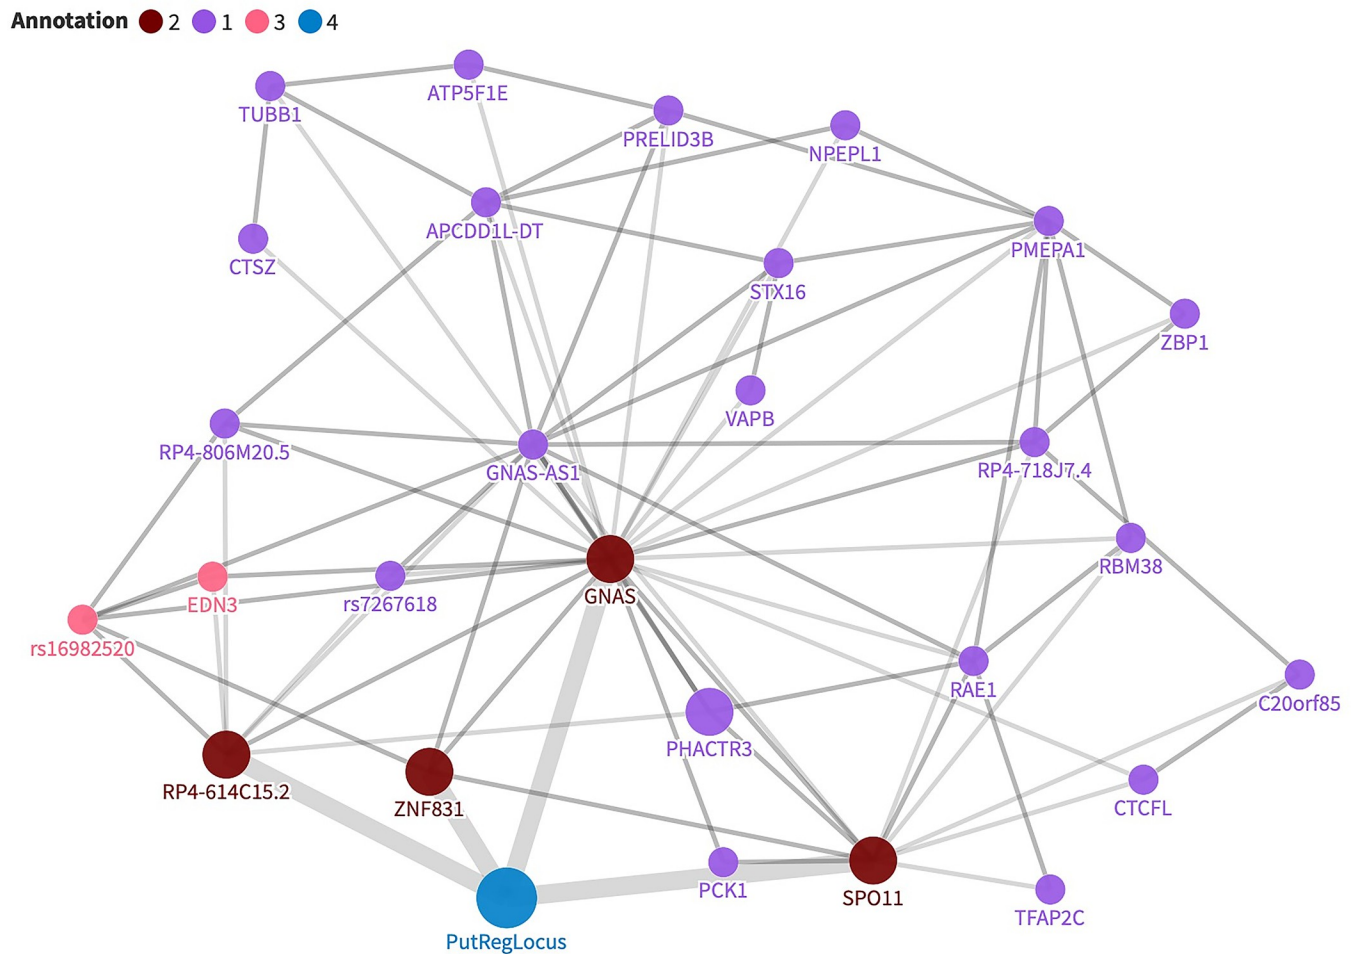 Annotation 2 1 3 4
ATP5F1E
TUBB1
PRELID3B
NPEPL1
APCDD1L-DT
PMEPA1
CTSZ
STX16
ZBP1
VAPB
RP4-806M20.5
GNAS-AS1
RP4-718J7.4
RBM38
GNAS
EDN3
rs7267618
rs16982520
RAE1
C20orf85
PHACTR3
RP4-614C15.2
ZNF831
CTCFL
PCK1
SPO11
TFAP2C
PutRegLocus